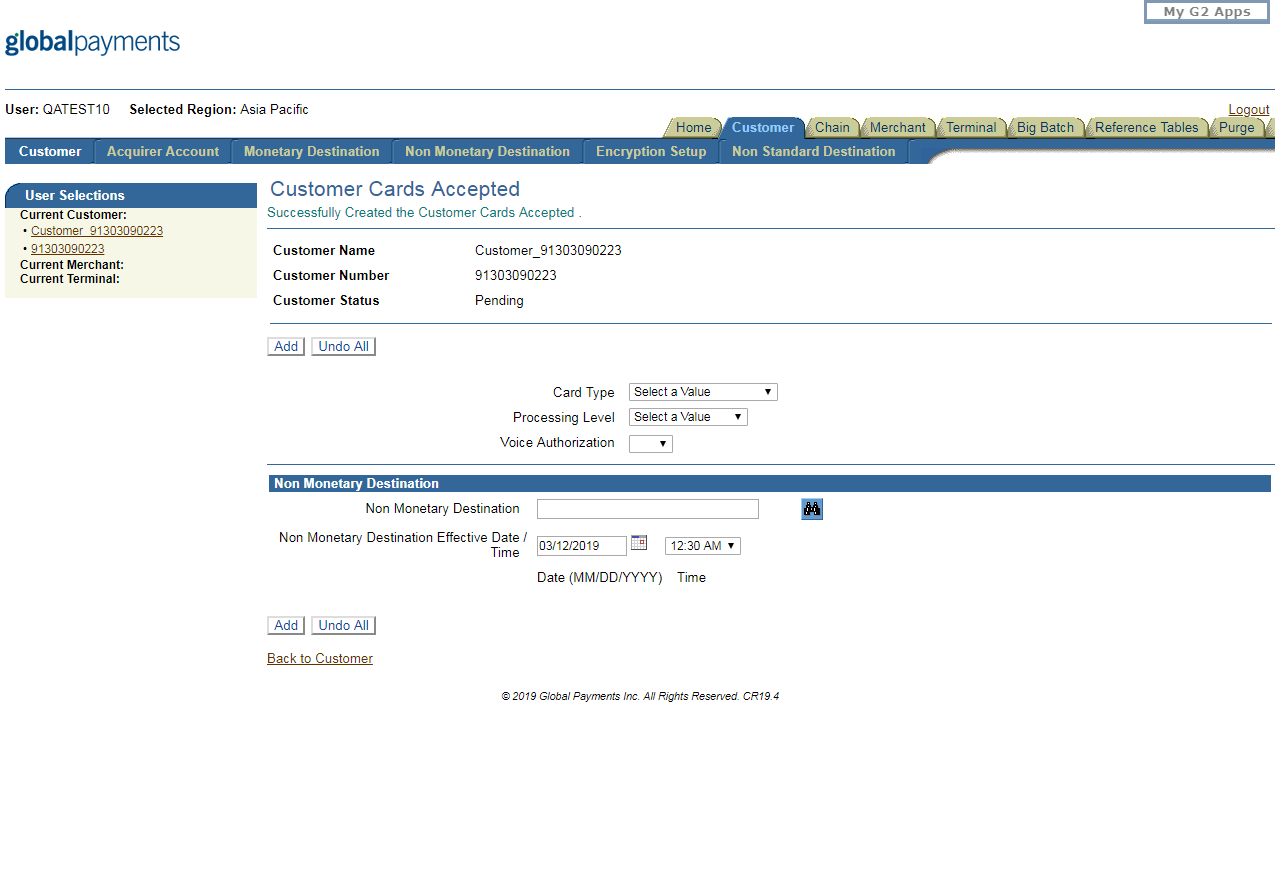 My G2 Apps
globalpayments
User: QATEST10 Selected Region: Asia Pacific
Logout
Home Customer Chain Merchant Terminal Big Batch Reference Tables Purge
Customer Acquirer Account Monetary Destination Non Monetary Destination Encryption Setup Non Standard Destination
User Selections
Current Customer:
• Customer_91303090223
• 91303090223
Current Merchant:
Current Terminal:
Customer Cards Accepted
Successfully Created the Customer Cards Accepted .
Customer Name Customer_91303090223
Customer Number 91303090223
Customer Status Pending
Add Undo All
Card Type Select a Value
Processing Level Select a Value
Voice Authorization
Non Monetary Destination
Non Monetary Destination
Non Monetary Destination Effective Date /
Time 03/12/2019 12:30 AM
Date (MM/DD/YYYY) Time
Add Undo All
Back to Customer
© 2019 Global Payments Inc. All Rights Reserved. CR19.4